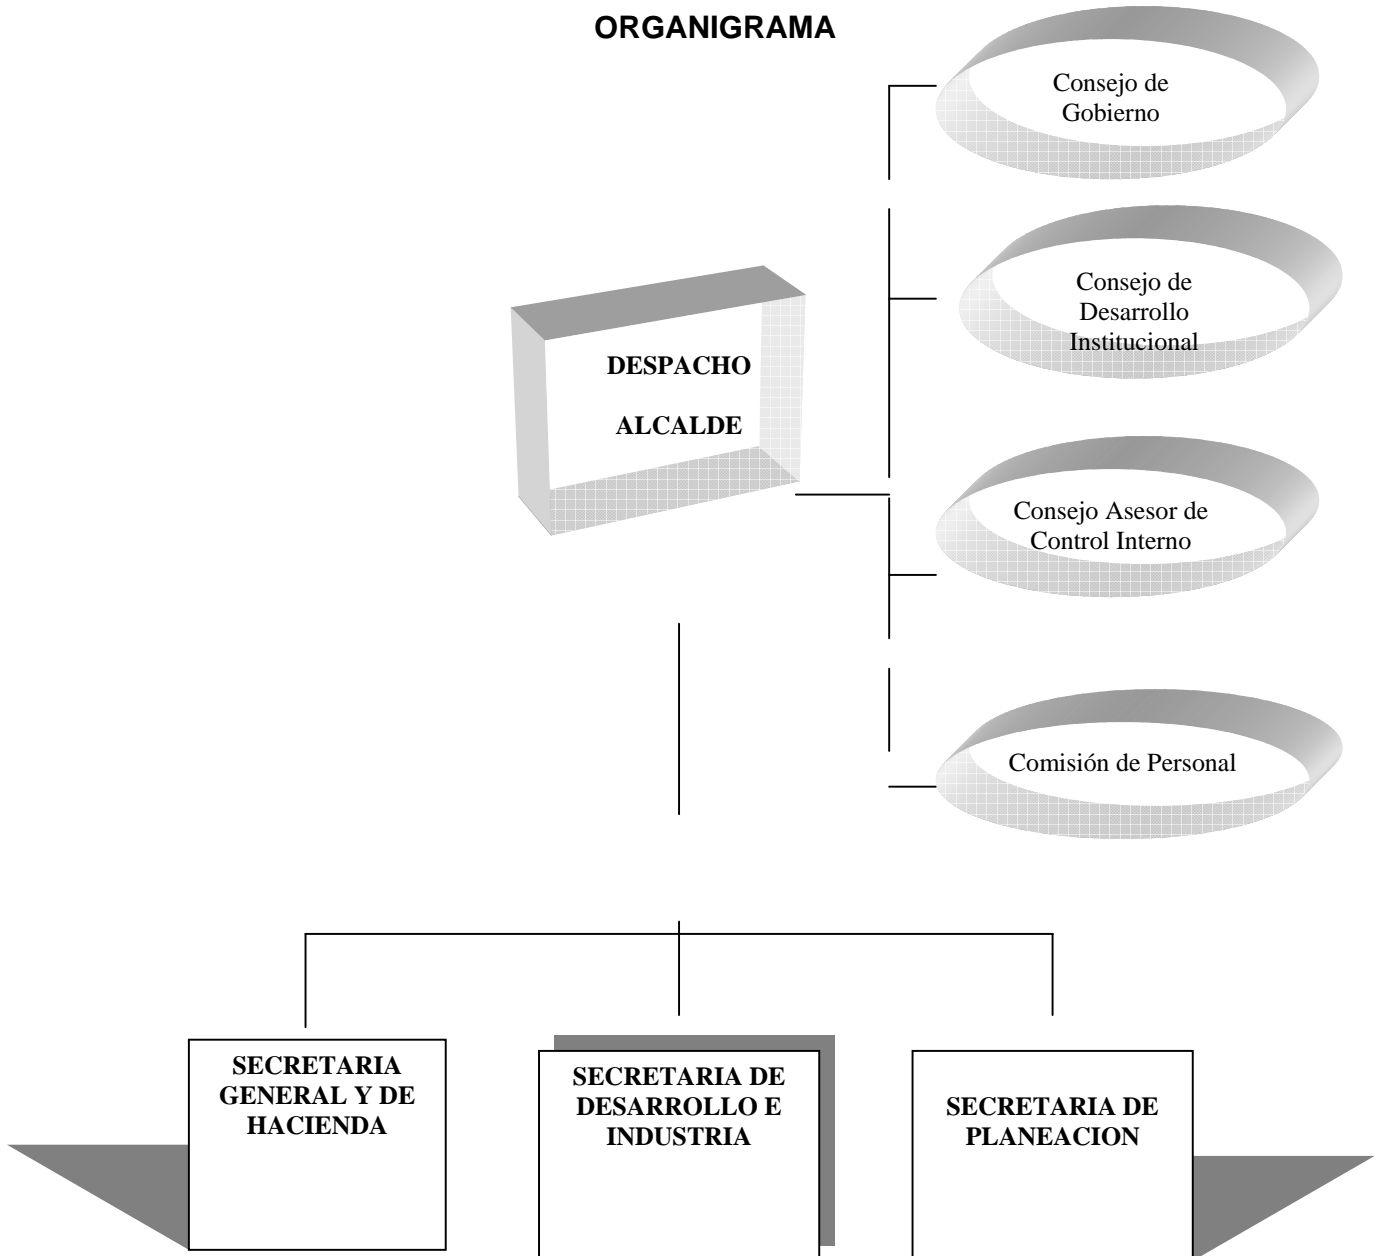 ORGANIGRAMA
Consejo de
Gobierno
Consejo de
Desarrollo
Institucional
DESPACHO
ALCALDE
Consejo Asesor de
Control Interno
Comisión de Personal
SECRETARIA
GENERAL Y DE
HACIENDA
SECRETARIA DE
DESARROLLO E
INDUSTRIA
SECRETARIA DE
PLANEACION